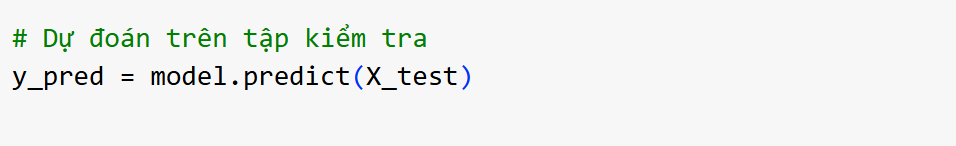 # Dự đoán trên tập kiểm tra
y_pred = model.predict(X_test)